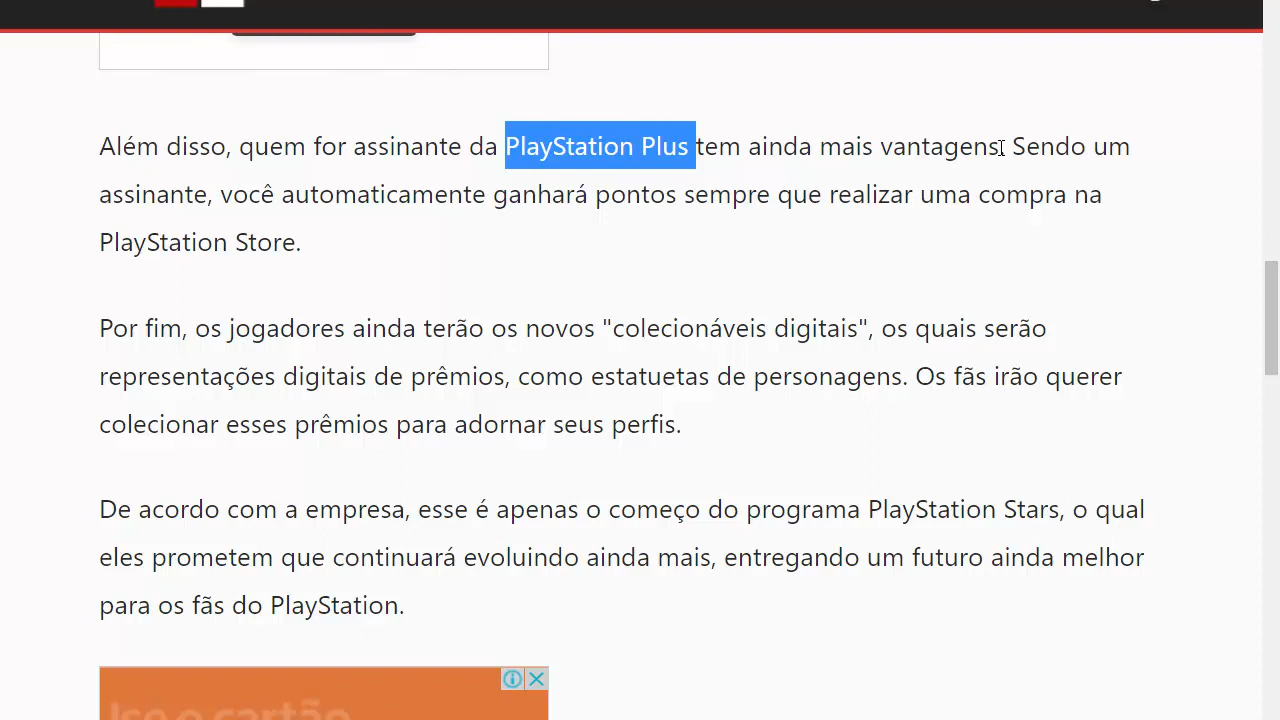 Além disso, quem for assinante da PlayStation Plus tem ainda mais vantagens. Sendo um
assinante, você automaticamente ganhará pontos sempre que realizar uma compra na
PlayStation Store.
Por fim, os jogadores ainda terão os novos "colecionáveis digitais", os quais serão
representações digitais de prêmios, como estatuetas de personagens. Os fãs irão querer
colecionar esses prêmios para adornar seus perfis.
De acordo com a empresa, esse é apenas o começo do programa PlayStation Stars, o qual
eles prometem que continuará evoluindo ainda mais, entregando um futuro ainda melhor
para os fãs do PlayStation.